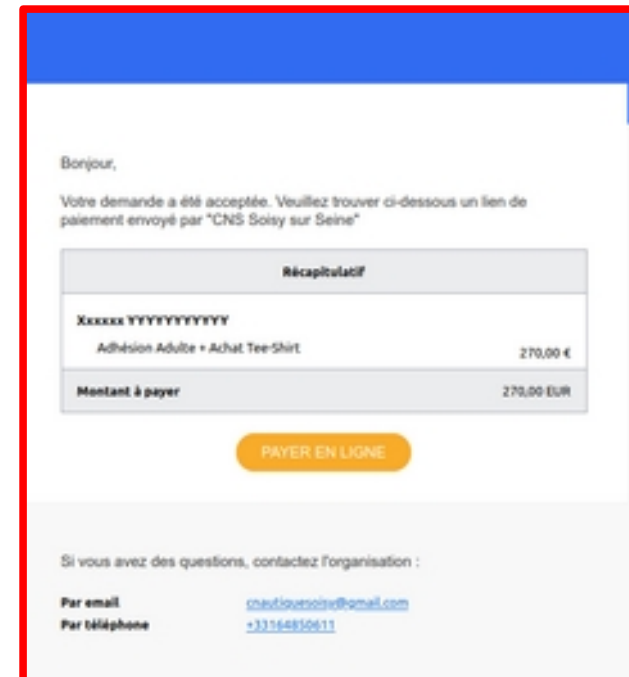 Bonjour,
Votre demande a été acceptée. Veuillez trouver ci-dessous un lien de
paiement envoyé par "CNS Soisy sur Seine"
Récapitulatif
Xxxxxx YYYYYYYYYYY
Adhésion Adulte + Achat Tee-Shirt 270,00 €
Montant à payer 270,00 EUR
PAYER EN LIGNE
Si vous avez des questions, contactez l'organisation :
Par email cnautiquesoisy@gmail.com
Par téléphone +33164850611